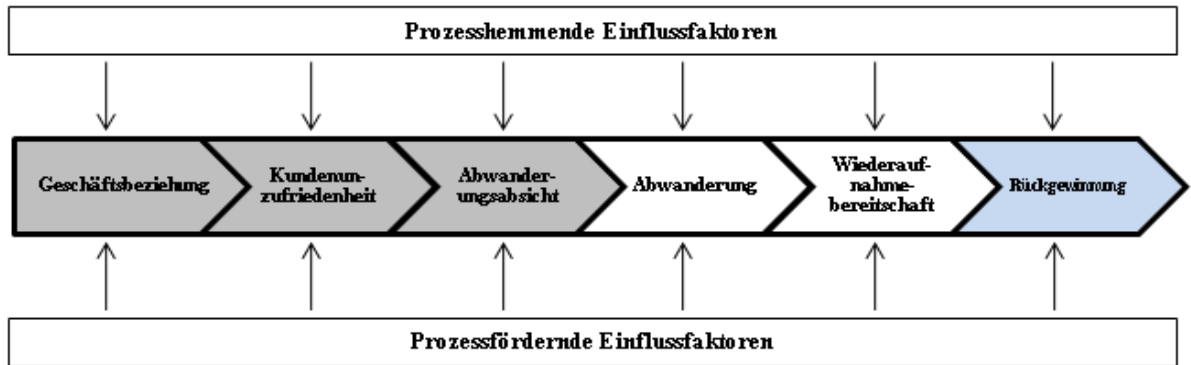 Prozesshemmende Einflussfaktoren
Geschäftsbeziehung
Kundenun-
zufriedenheit
Abwander-
ungsabsicht
Abwanderung
Wiederauf-
nahme-
bereitschaft
Rückgewinnung
Prozessfördernde Einflussfaktoren